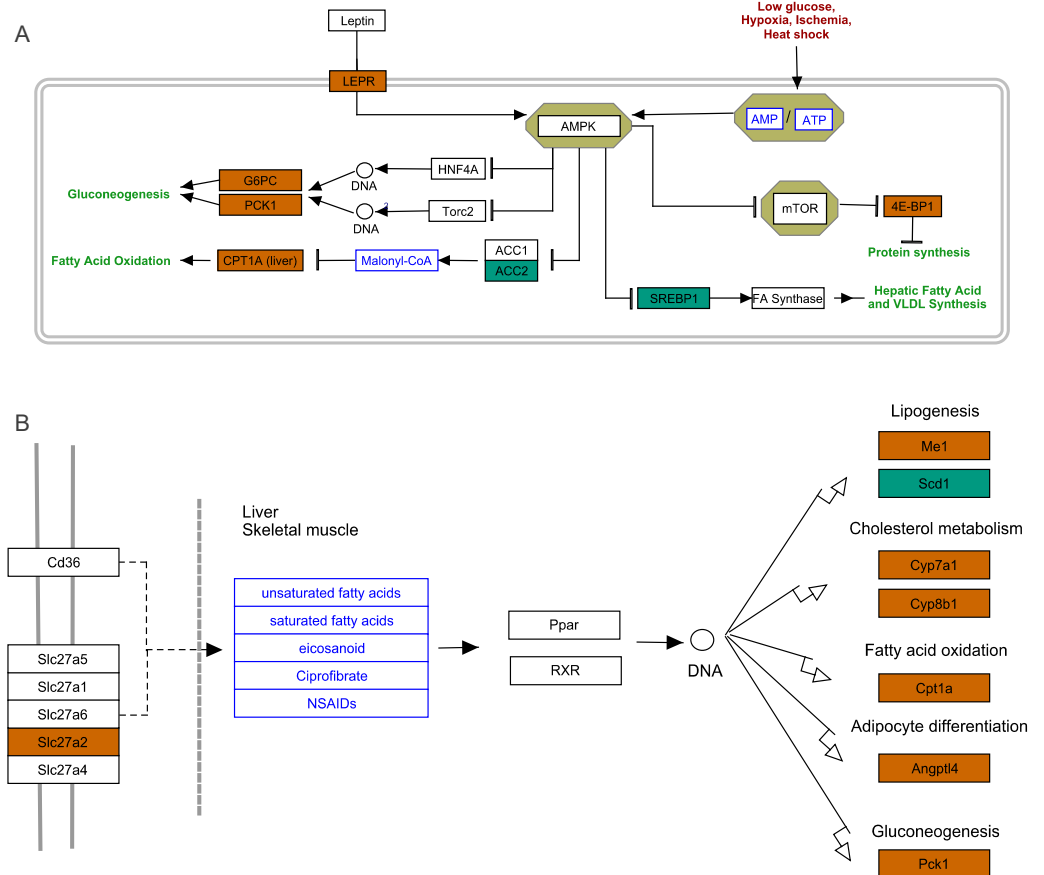 A
Leptin
Low glucose,
Hypoxia, Ischemia,
Heat shock
LEPR
AMPK
AMP / ATP
Gluconeogenesis
G6PC
PCK1
DNA
HNF4A
2
DNA
Torc2
mTOR
4E-BP1
Protein synthesis
Fatty Acid Oxidation
CPT1A (liver)
Malonyl-CoA
ACC1
ACC2
SREBP1
FA Synthase
Hepatic Fatty Acid
and VLDL Synthesis
B
Cd36
Slc27a5
Slc27a1
Slc27a6
Slc27a2
Slc27a4
Liver
Skeletal muscle
unsaturated fatty acids
saturated fatty acids
eicosanoid
Ciprofibrate
NSAIDs
Ppar
RXR
DNA
Lipogenesis
Me1
Scd1
Cholesterol metabolism
Cyp7a1
Cyp8b1
Fatty acid oxidation
Cpt1a
Adipocyte differentiation
Angptl4
Gluconeogenesis
Pck1